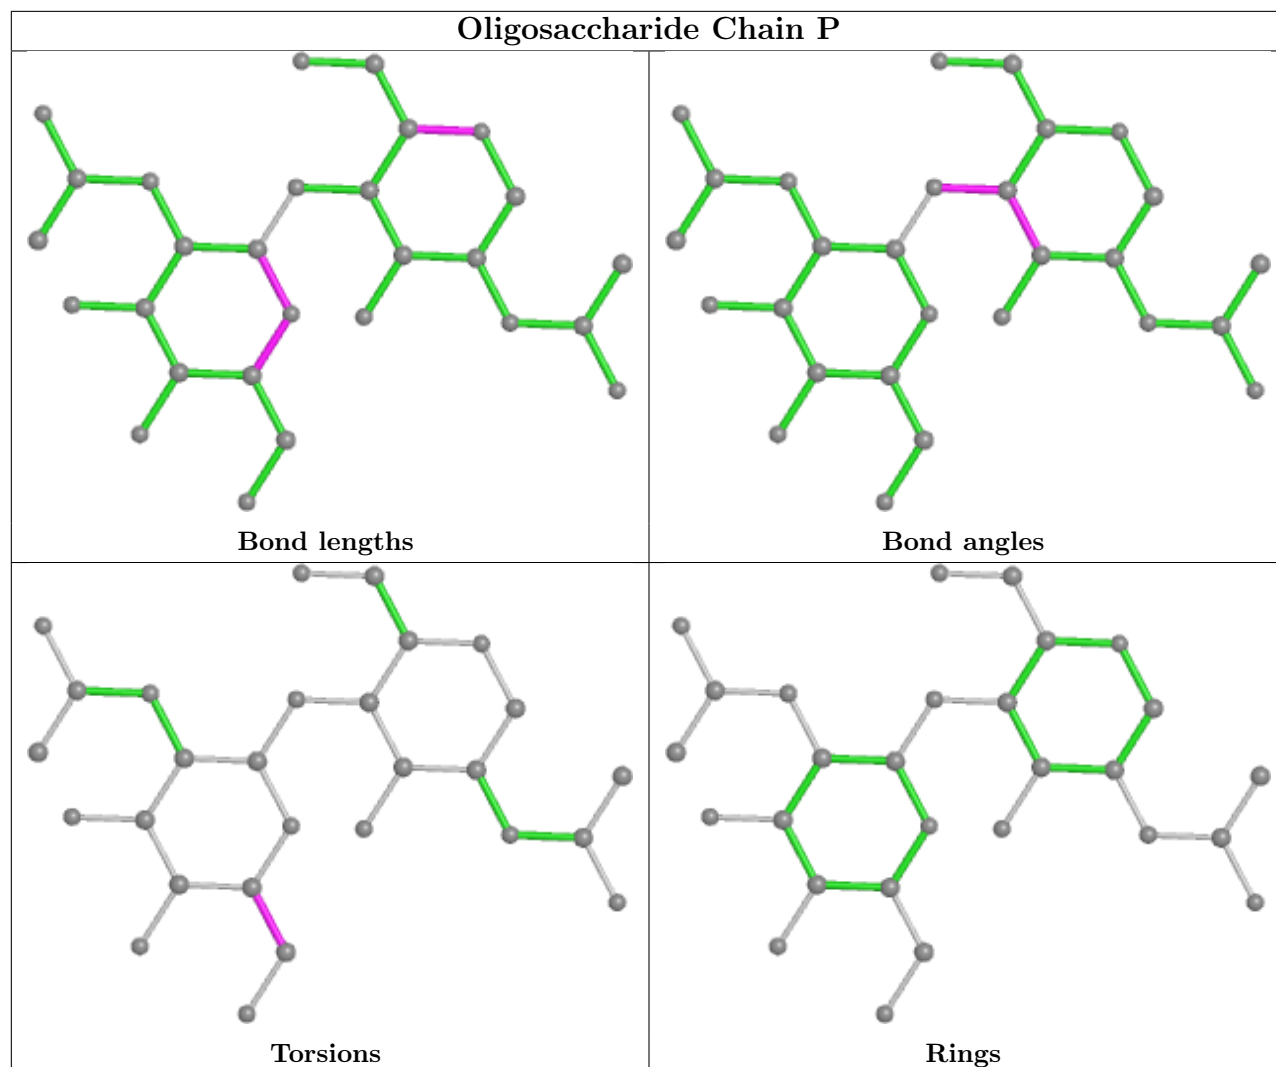 Oligosaccharide Chain P
Bond lengths
Bond angles
Torsions
Rings